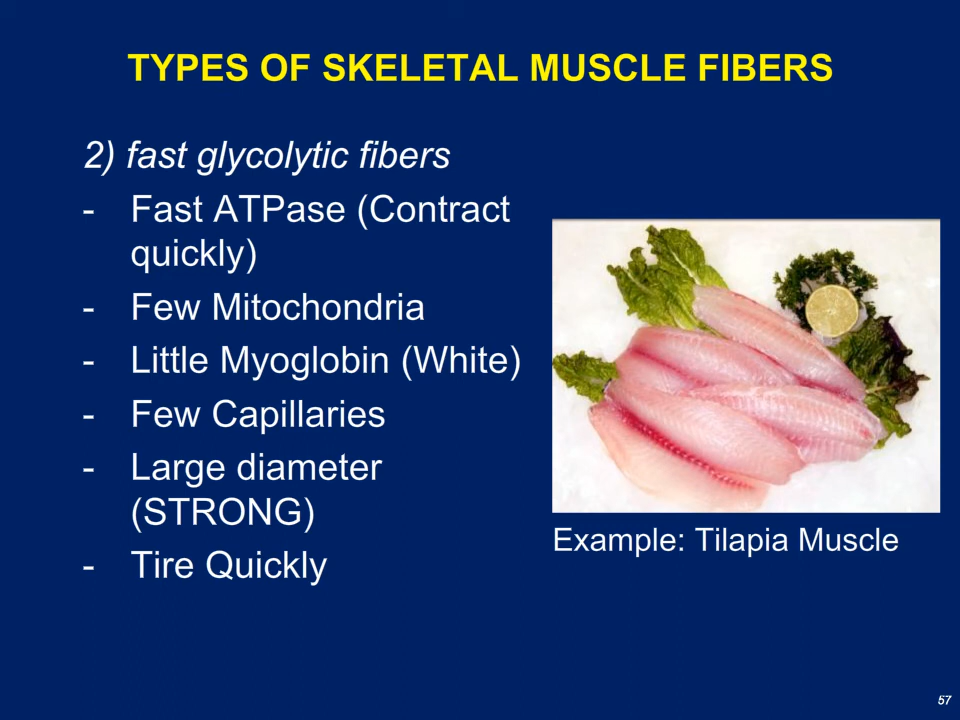 TYPES OF SKELETAL MUSCLE FIBERS
2) fast glycolytic fibers
- Fast ATPase (Contract
quickly)
- Few Mitochondria
- Little Myoglobin (White)
- Few Capillaries
- Large diameter
(STRONG)
- Tire Quickly
Example: Tilapia Muscle
57